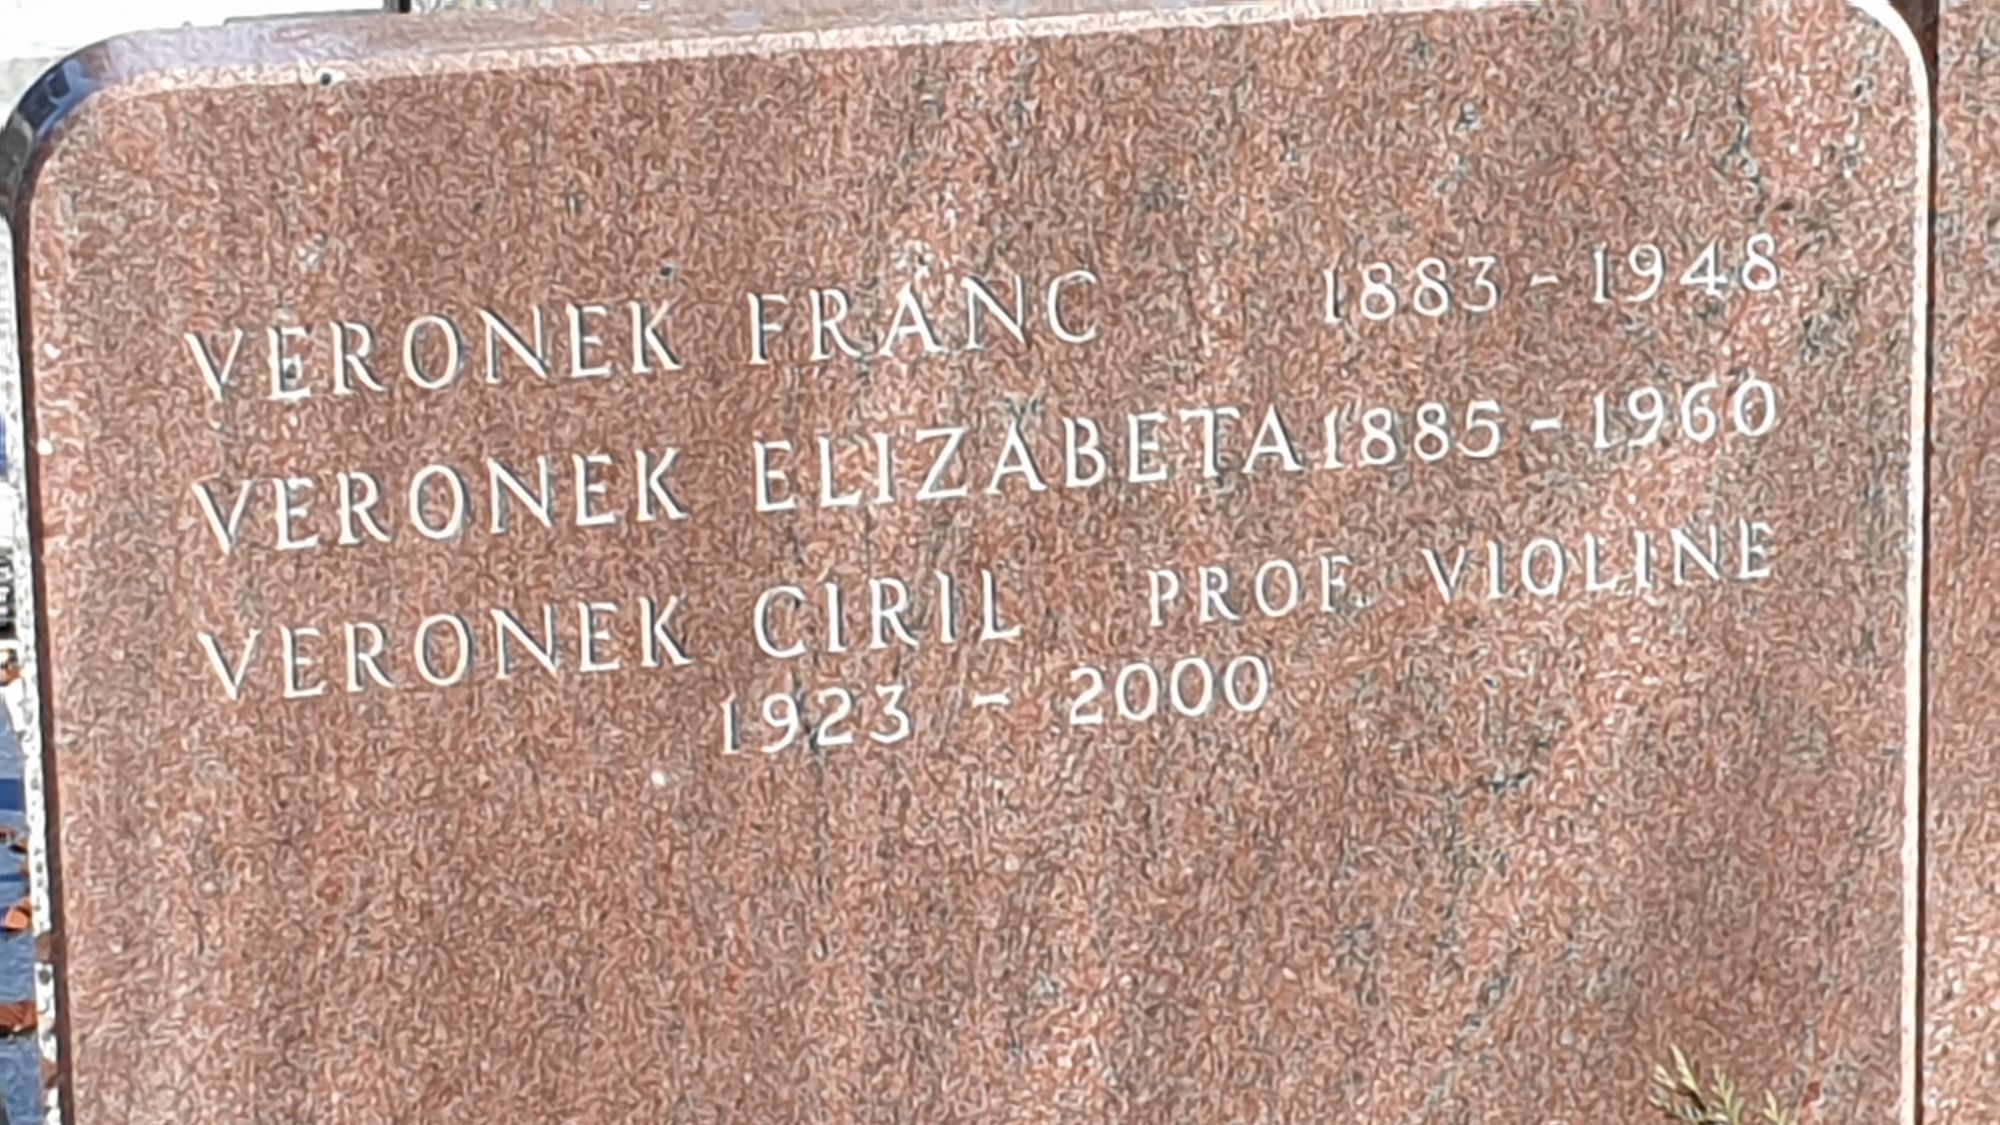 VERONEK FRANC 1883 - 1948
VERONEK ELIZABETA 1885 - 1960
VERONEK CIRIL PROF. VIOLINE
1923 - 2000